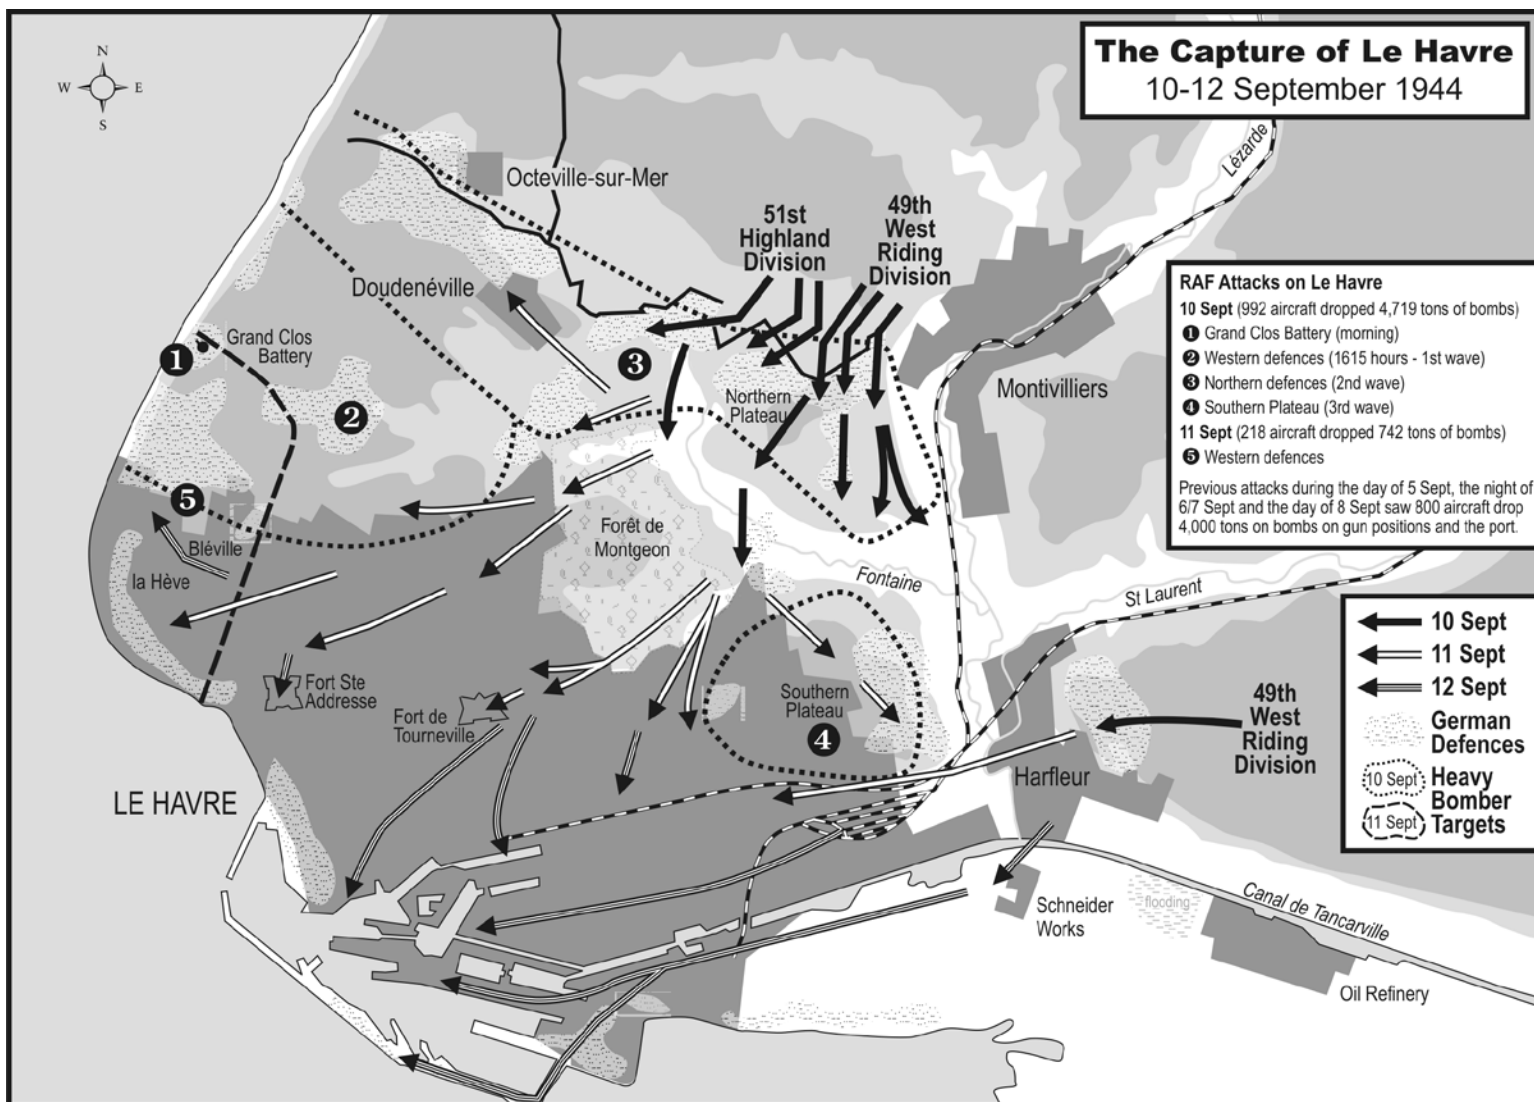 The Capture of Le Havre
10-12 September 1944
N
W E
S
Lézarde
Octeville-sur-Mer
51st
Highland
Division
49th
West
Riding
Division
Doudenéville
RAF Attacks on Le Havre
10 Sept (992 aircraft dropped 4,719 tons of bombs)
1 Grand Clos Battery (morning)
2 Western defences (1615 hours - 1st wave)
3 Northern defences (2nd wave)
4 Southern Plateau (3rd wave)
11 Sept (218 aircraft dropped 742 tons of bombs)
5 Western defences
Previous attacks during the day of 5 Sept, the night of
6/7 Sept and the day of 8 Sept saw 800 aircraft drop
4,000 tons on bombs on gun positions and the port.
1
Grand Clos
Battery
2
3
Northern
Plateau
Montivilliers
5
Bléville
la Hève
Forêt de
Montgeon
Fontaine
St Laurent
10 Sept
11 Sept
12 Sept
German
Defences
10 Sept
Heavy
Bomber
Targets
11 Sept
Fort Ste
Addresse
Fort de
Tourneville
Southern
Plateau
4
49th
West
Riding
Division
Harfleur
LE HAVRE
Schneider
Works
flooding
Canal de Tancarville
Oil Refinery